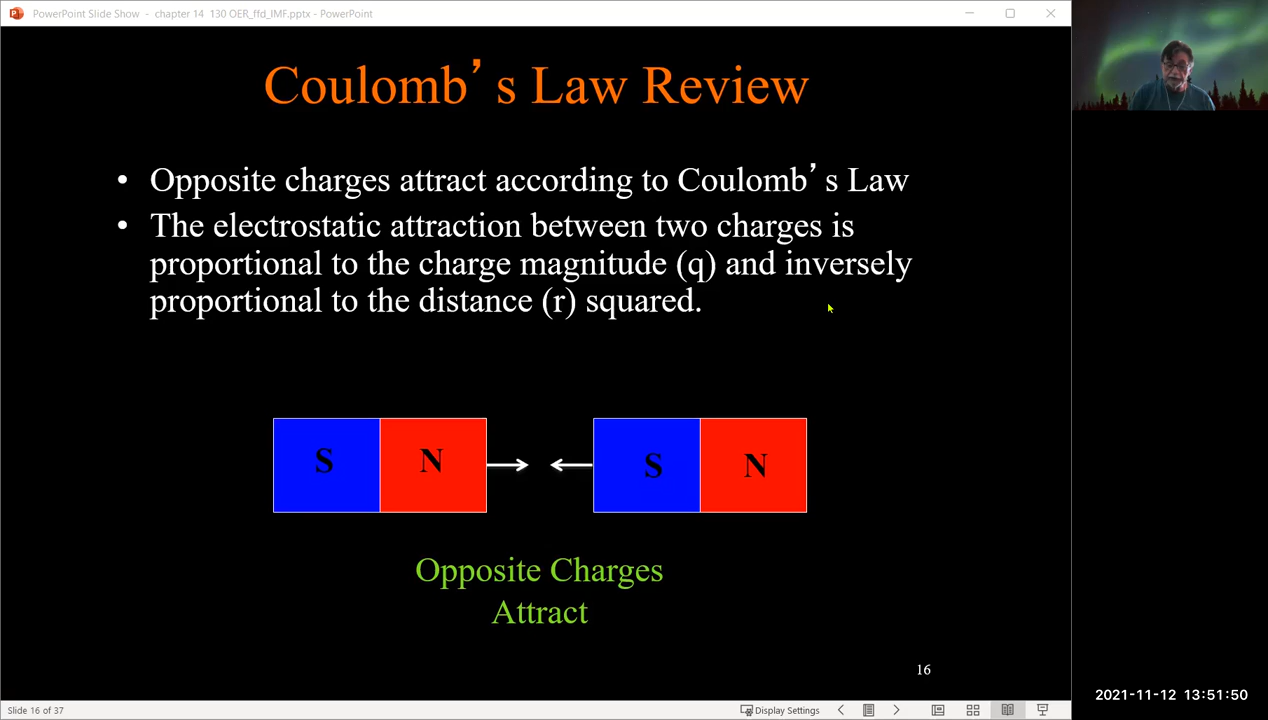 PowerPoint Slide Show - chapter 14 130 OER_ffd_IMF.pptx - PowerPoint
Coulomb’s Law Review
• Opposite charges attract according to Coulomb’s Law
• The electrostatic attraction between two charges is
proportional to the charge magnitude (q) and inversely
proportional to the distance (r) squared.
S N S N
Opposite Charges
Attract
16
2021-11-12 13:51:50
Slide 16 of 37 Display Settings